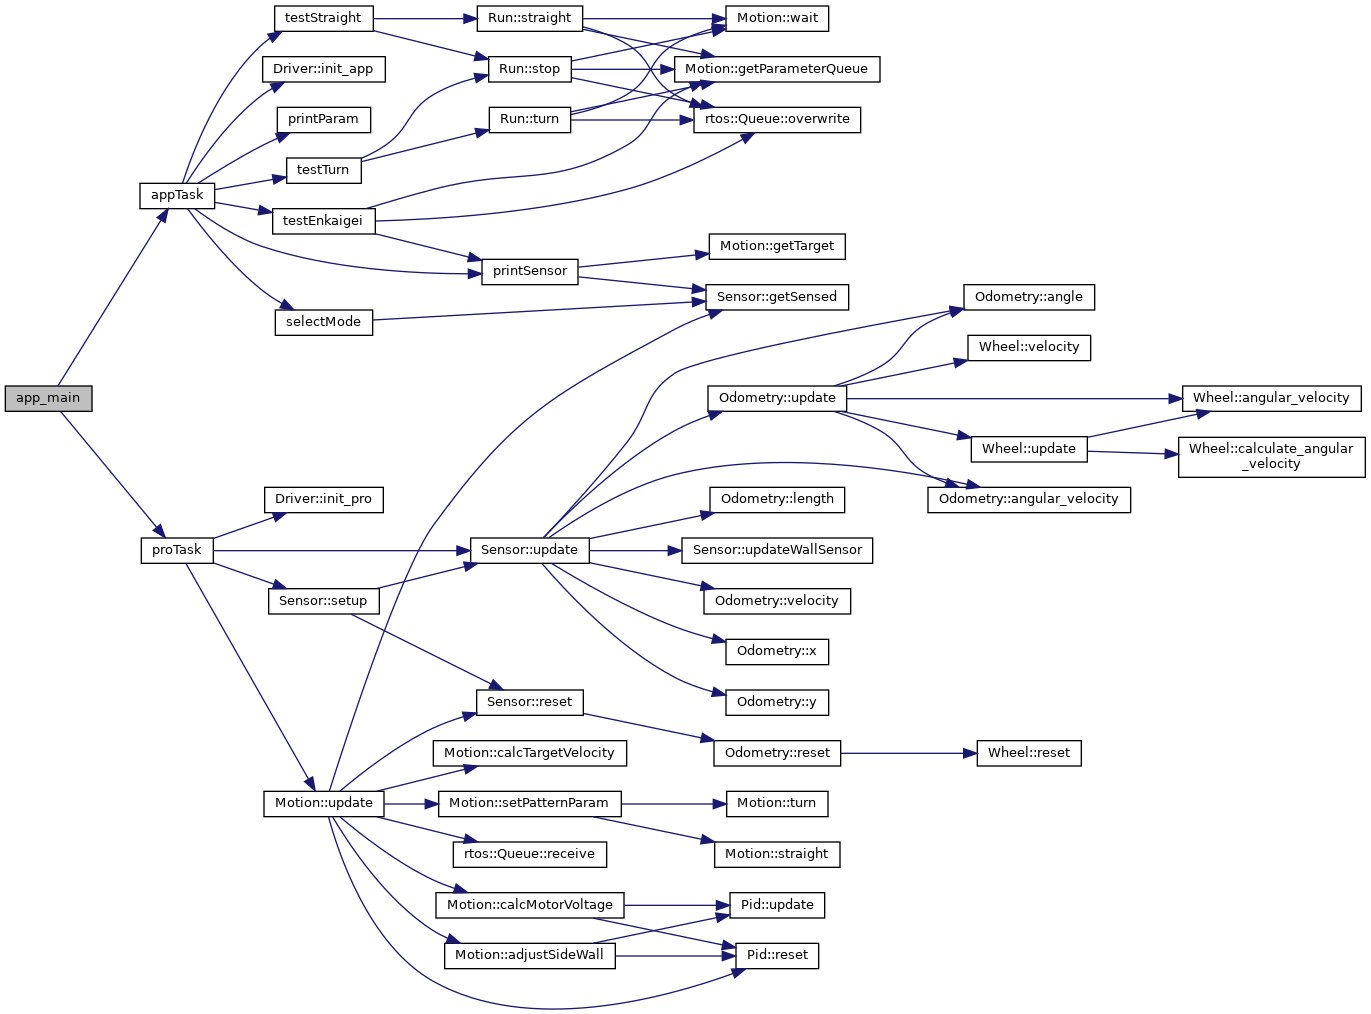 testStraight
Run::straight
Motion::wait
Driver::init_app
Run::stop
Motion::getParameterQueue
printParam
Run::turn
rtos::Queue::overwrite
testTurn
appTask
testEnkaigei
Motion::getTarget
printSensor
Sensor::getSensed
Odometry::angle
selectMode
Wheel::velocity
app_main
Odometry::update
Wheel::angular_velocity
Wheel::update
Wheel::calculate_angular
_velocity
Driver::init_pro
Odometry::length
Odometry::angular_velocity
proTask
Sensor::update
Sensor::updateWallSensor
Sensor::setup
Odometry::velocity
Odometry::x
Sensor::reset
Odometry::y
Motion::calcTargetVelocity
Odometry::reset
Wheel::reset
Motion::update
Motion::setPatternParam
Motion::turn
rtos::Queue::receive
Motion::straight
Motion::calcMotorVoltage
Pid::update
Motion::adjustSideWall
Pid::reset